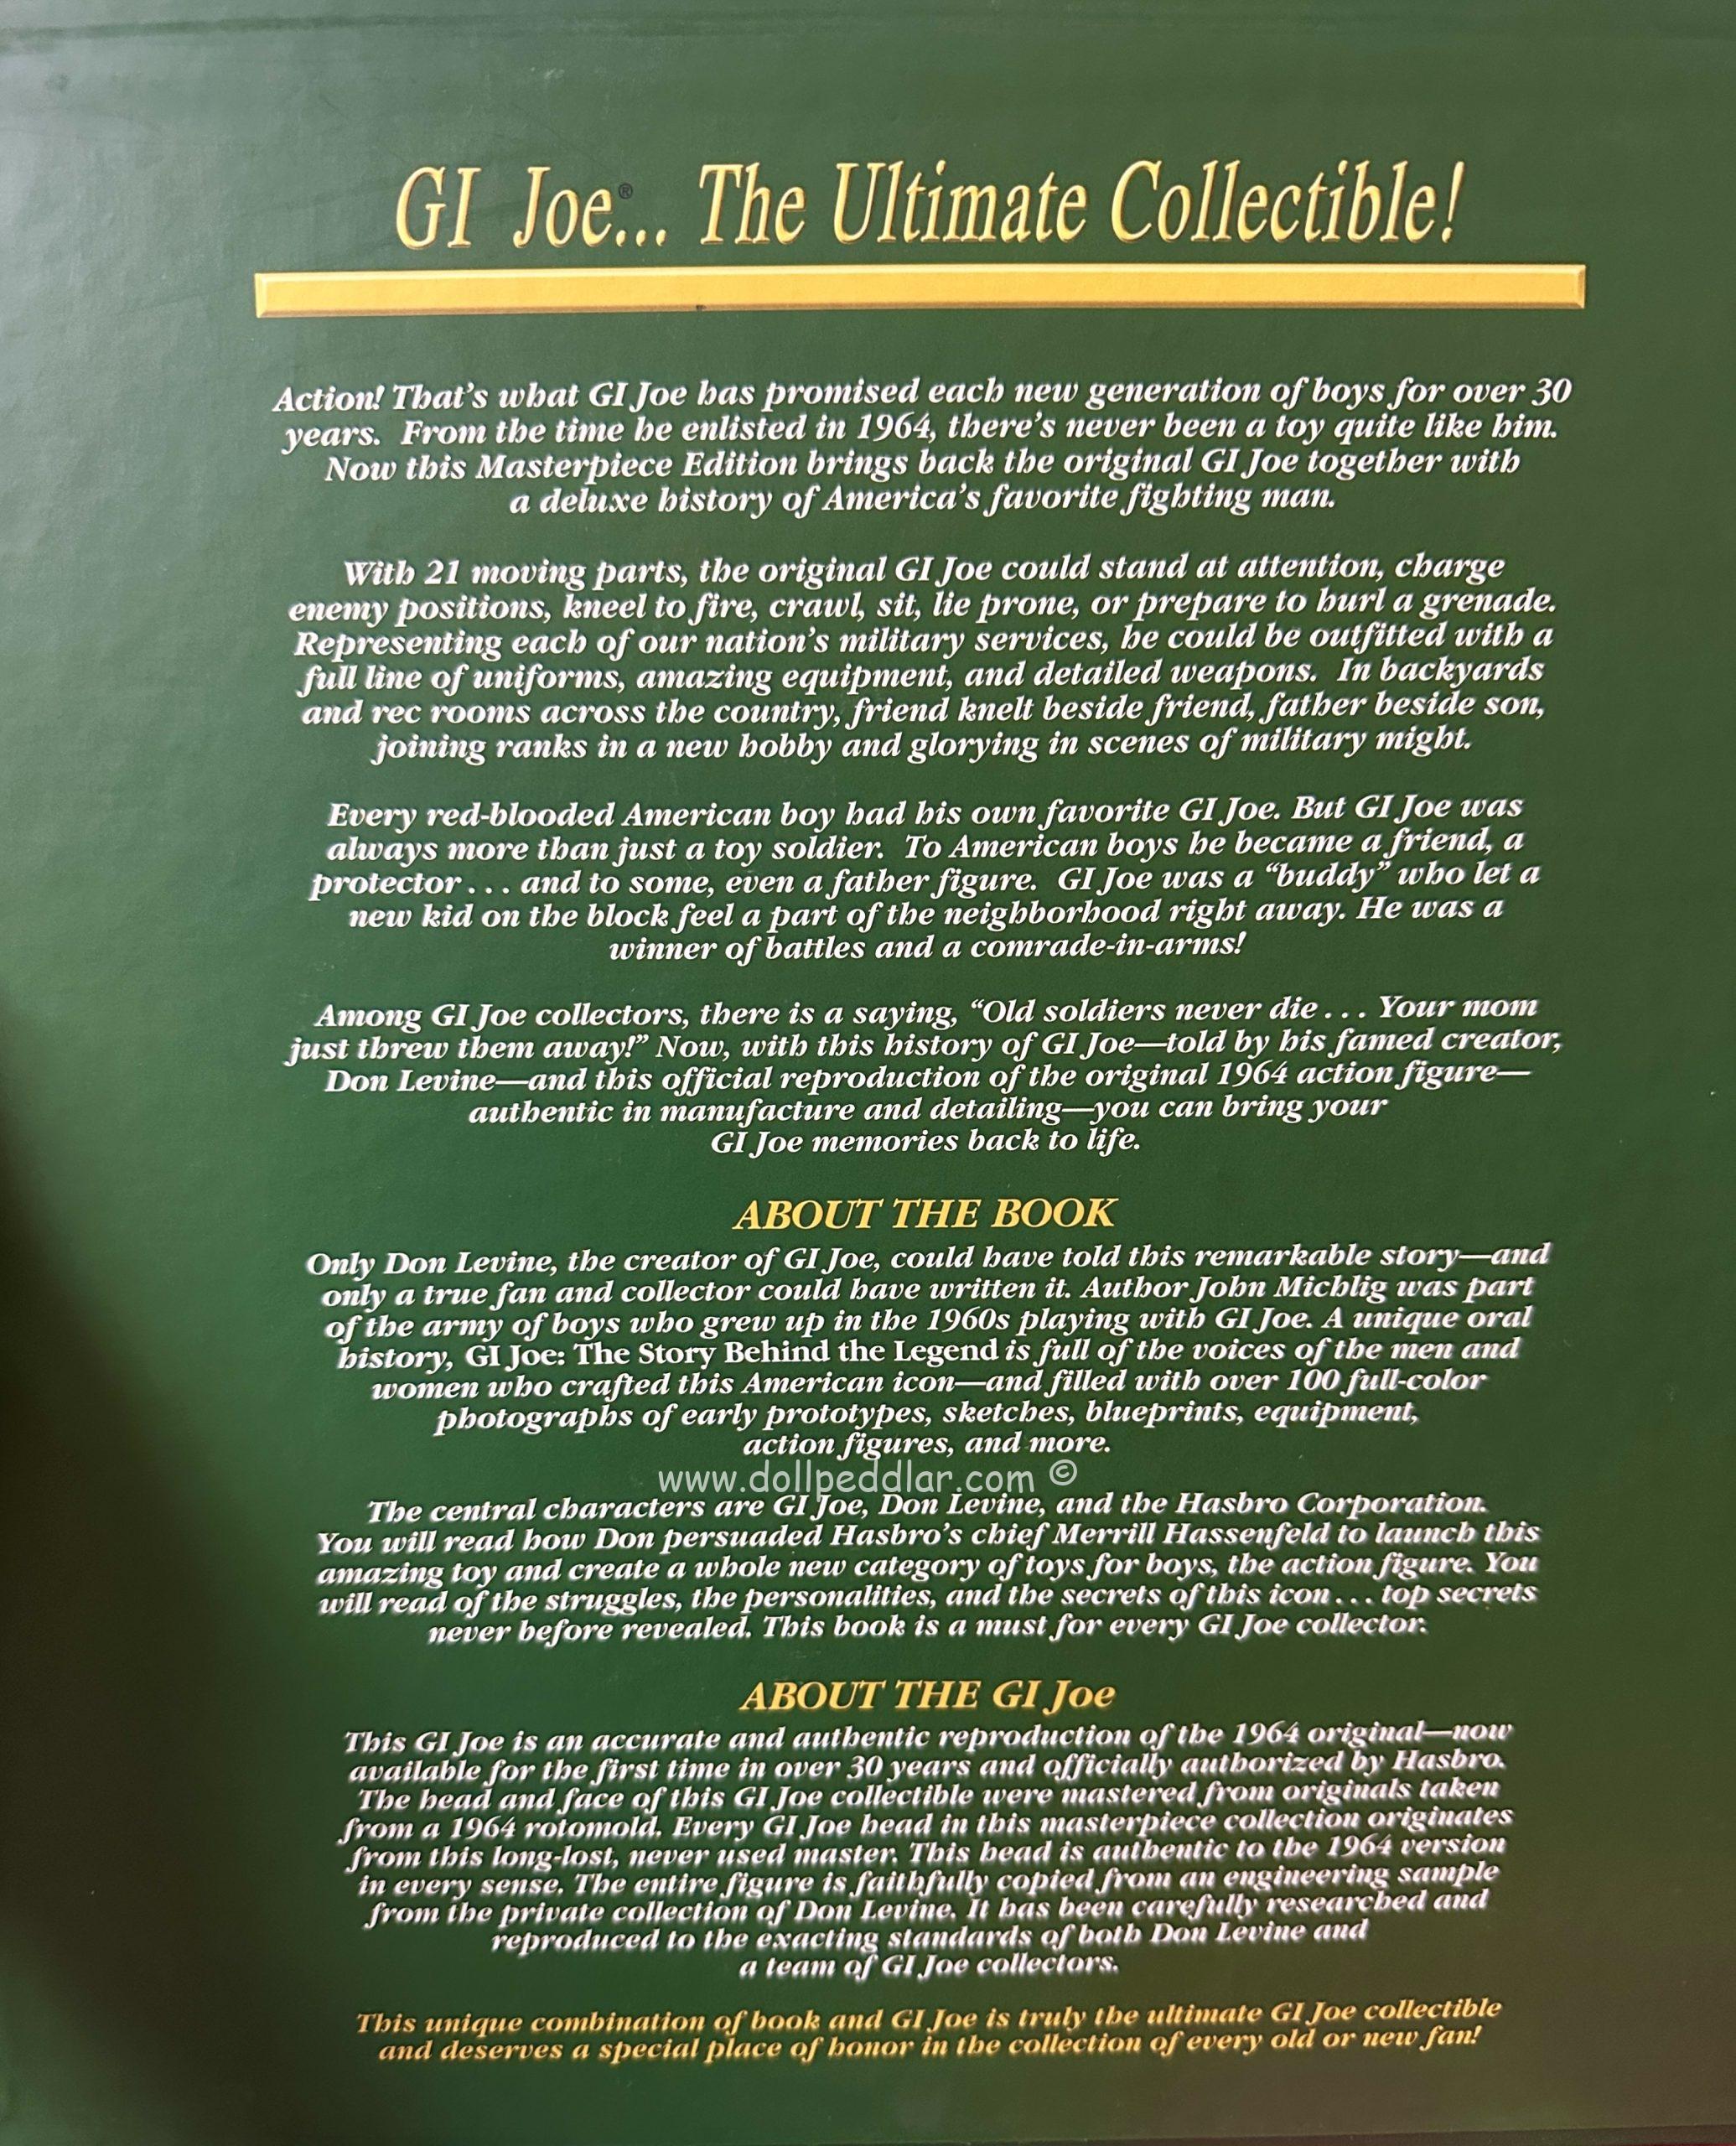 GI Joe®... The Ultimate Collectible!
Action! That's what GI Joe has promised each new generation of boys for over 30
years. From the time he enlisted in 1964, there's never been a toy quite like him.
Now this Masterpiece Edition brings back the original GI Joe together with
a deluxe history of America's favorite fighting man.
With 21 moving parts, the original GI Joe could stand at attention, charge
enemy positions, kneel to fire, crawl, sit, lie prone, or prepare to hurl a grenade.
Representing each of our nation's military services, he could be outfitted with a
full line of uniforms, amazing equipment, and detailed weapons. In backyards
and rec rooms across the country, friend knelt beside friend, father beside son,
joining ranks in a new hobby and glorying in scenes of military might.
Every red-blooded American boy had his own favorite GI Joe. But GI Joe was
always more than just a toy soldier. To American boys he became a friend, a
protector . . . and to some, even a father figure. GI Joe was a “buddy” who let a
new kid on the block feel a part of the neighborhood right away. He was a
winner of battles and a comrade-in-arms!
Among GI Joe collectors, there is a saying, “Old soldiers never die . . . Your mom
just threw them away!” Now, with this history of GI Joe—told by his famed creator,
Don Levine—and this official reproduction of the original 1964 action figure—
authentic in manufacture and detailing—you can bring your
GI Joe memories back to life.
ABOUT THE BOOK
Only Don Levine, the creator of GI Joe, could have told this remarkable story—and
only a true fan and collector could have written it. Author John Michlig was part
of the army of boys who grew up in the 1960s playing with GI Joe. A unique oral
history, GI Joe: The Story Behind the Legend is full of the voices of the men and
women who crafted this American icon—and filled with over 100 full-color
photographs of early prototypes, sketches, blueprints, equipment,
action figures, and more.
www.dollpeddlar.com ©
The central characters are GI Joe, Don Levine, and the Hasbro Corporation.
You will read how Don persuaded Hasbro's chief Merrill Hassenfeld to launch this
amazing toy and create a whole new category of toys for boys, the action figure. You
will read of the struggles, the personalities, and the secrets of this icon . . . top secrets
never before revealed. This book is a must for every GI Joe collector.
ABOUT THE GI Joe
This GI Joe is an accurate and authentic reproduction of the 1964 original—now
available for the first time in over 30 years and officially authorized by Hasbro.
The head and face of this GI Joe collectible were mastered from originals taken
from a 1964 rotomold. Every GI Joe head in this masterpiece collection originates
from this long-lost, never used master. This head is authentic to the 1964 version
in every sense. The entire figure is faithfully copied from an engineering sample
from the private collection of Don Levine. It has been carefully researched and
reproduced to the exacting standards of both Don Levine and
a team of GI Joe collectors.
This unique combination of book and GI Joe is truly the ultimate GI Joe collectible
and deserves a special place of honor in the collection of every old or new fan!